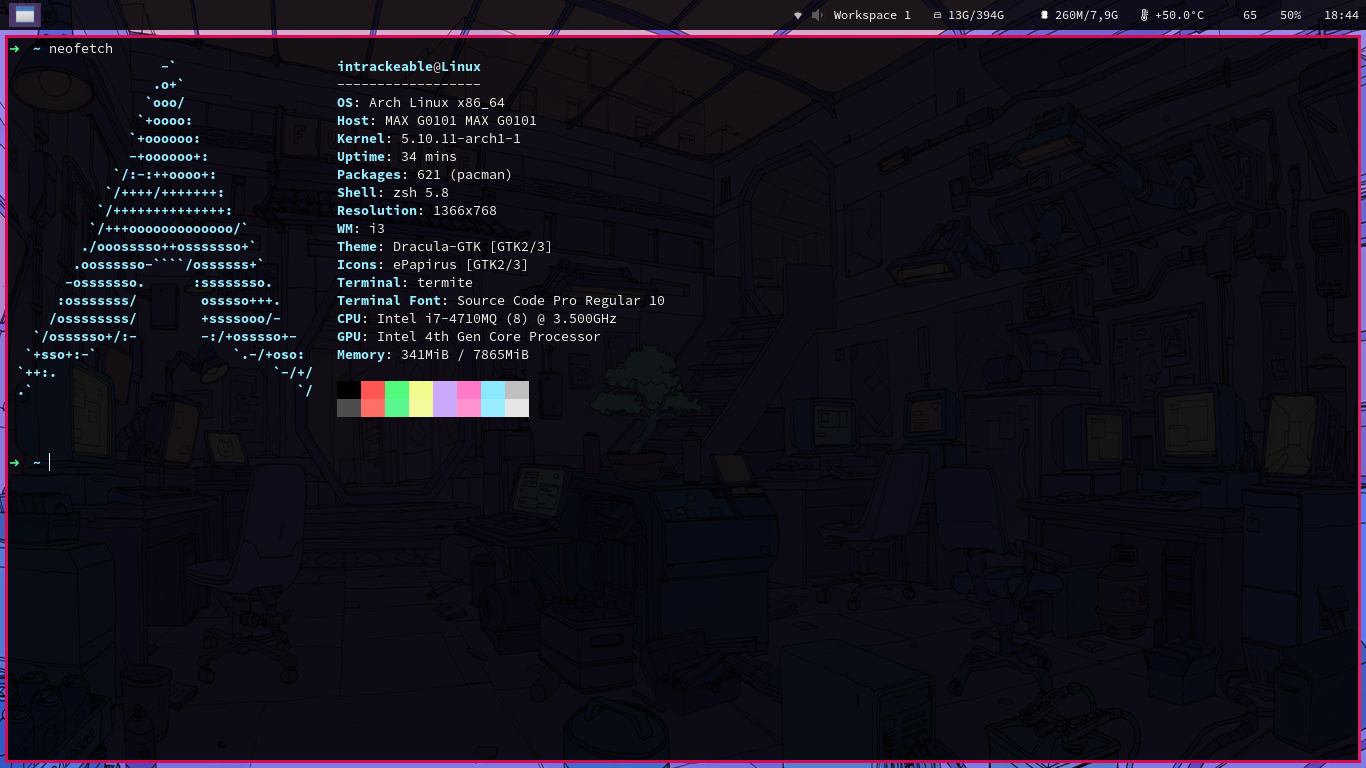 Workspace 1 13G/394G 260M/7,9G +50.0°C 65 50% 18:44
➜ ~ neofetch
-`
.o+`
`ooo/
`+oooo:
`+oooooo:
-+oooooo+:
`/:-:++oooo+:
`/++++/+++++++:
`/++++++++++++++:
`/+++ooooooooooooo/`
./ooosssso++osssssso+`
.oossssso-````/ossssss+`
-osssssso. :ssssssso.
:osssssss/ osssso+++.
/ossssssss/ +ssssooo/-
`/ossssso+/:- -:/+osssso+-
`+sso+:-` `.-/+oso:
`++:. `-/+/
.` `/
intrackeable@Linux
------------------
OS: Arch Linux x86_64
Host: MAX G0101 MAX G0101
Kernel: 5.10.11-arch1-1
Uptime: 34 mins
Packages: 621 (pacman)
Shell: zsh 5.8
Resolution: 1366x768
WM: i3
Theme: Dracula-GTK [GTK2/3]
Icons: ePapirus [GTK2/3]
Terminal: termite
Terminal Font: Source Code Pro Regular 10
CPU: Intel i7-4710MQ (8) @ 3.500GHz
GPU: Intel 4th Gen Core Processor
Memory: 341MiB / 7865MiB
➜ ~